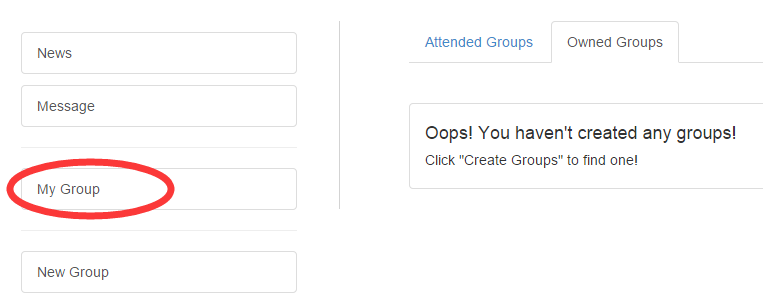 News
Message
My Group
New Group
Attended Groups
Owned Groups
Oops! You haven't created any groups!
Click "Create Groups" to find one!